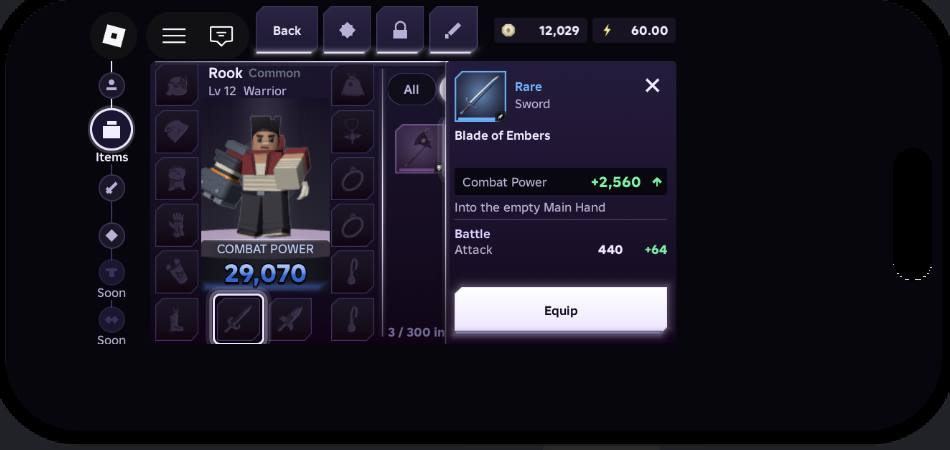 Back
12,029
60.00
Items
Soon
Soon
Rook Common
Lv 12 Warrior
COMBAT POWER
29,070
All
3 / 300 in
Rare
Sword
Blade of Embers
Combat Power +2,560
Into the empty Main Hand
Battle
Attack 440 +64
Equip